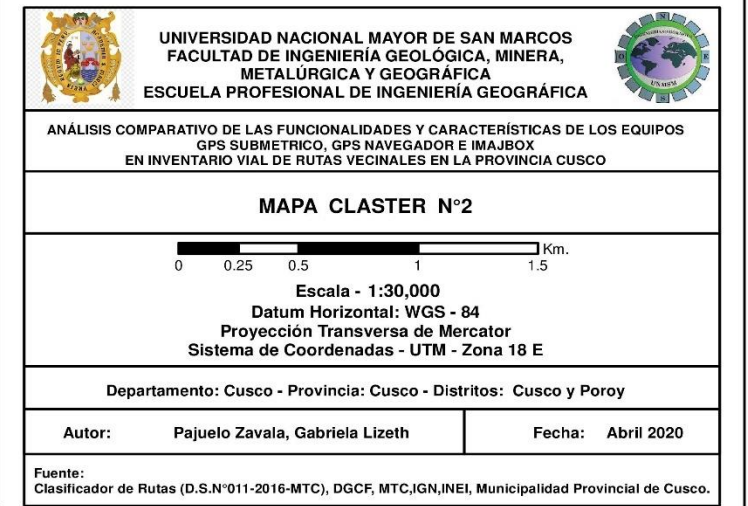 UNIVERSIDAD NACIONAL MAYOR DE SAN MARCOS
FACULTAD DE INGENIERÍA GEOLÓGICA, MINERA,
METALÚRGICA Y GEOGRÁFICA
ESCUELA PROFESIONAL DE INGENIERÍA GEOGRÁFICA
O
E
UNMSM
S
ANÁLISIS COMPARATIVO DE LAS FUNCIONALIDADES Y CARACTERÍSTICAS DE LOS EQUIPOS
GPS SUBMETRICO, GPS NAVEGADOR E IMAJBOX
EN INVENTARIO VIAL DE RUTAS VECINALES EN LA PROVINCIA CUSCO
MAPA CLASTER N°2
Km.
0 0.25 0.5 1 1.5
Escala - 1:30,000
Datum Horizontal: WGS - 84
Proyección Transversa de Mercator
Sistema de Coordenadas - UTM - Zona 18 E
Departamento: Cusco - Provincia: Cusco - Distritos: Cusco y Poroy
Autor: Pajuelo Zavala, Gabriela Lizeth
Fecha: Abril 2020
Fuente:
Clasificador de Rutas (D.S.N°011-2016-MTC), DGCF, MTC,IGN,INEI, Municipalidad Provincial de Cusco.